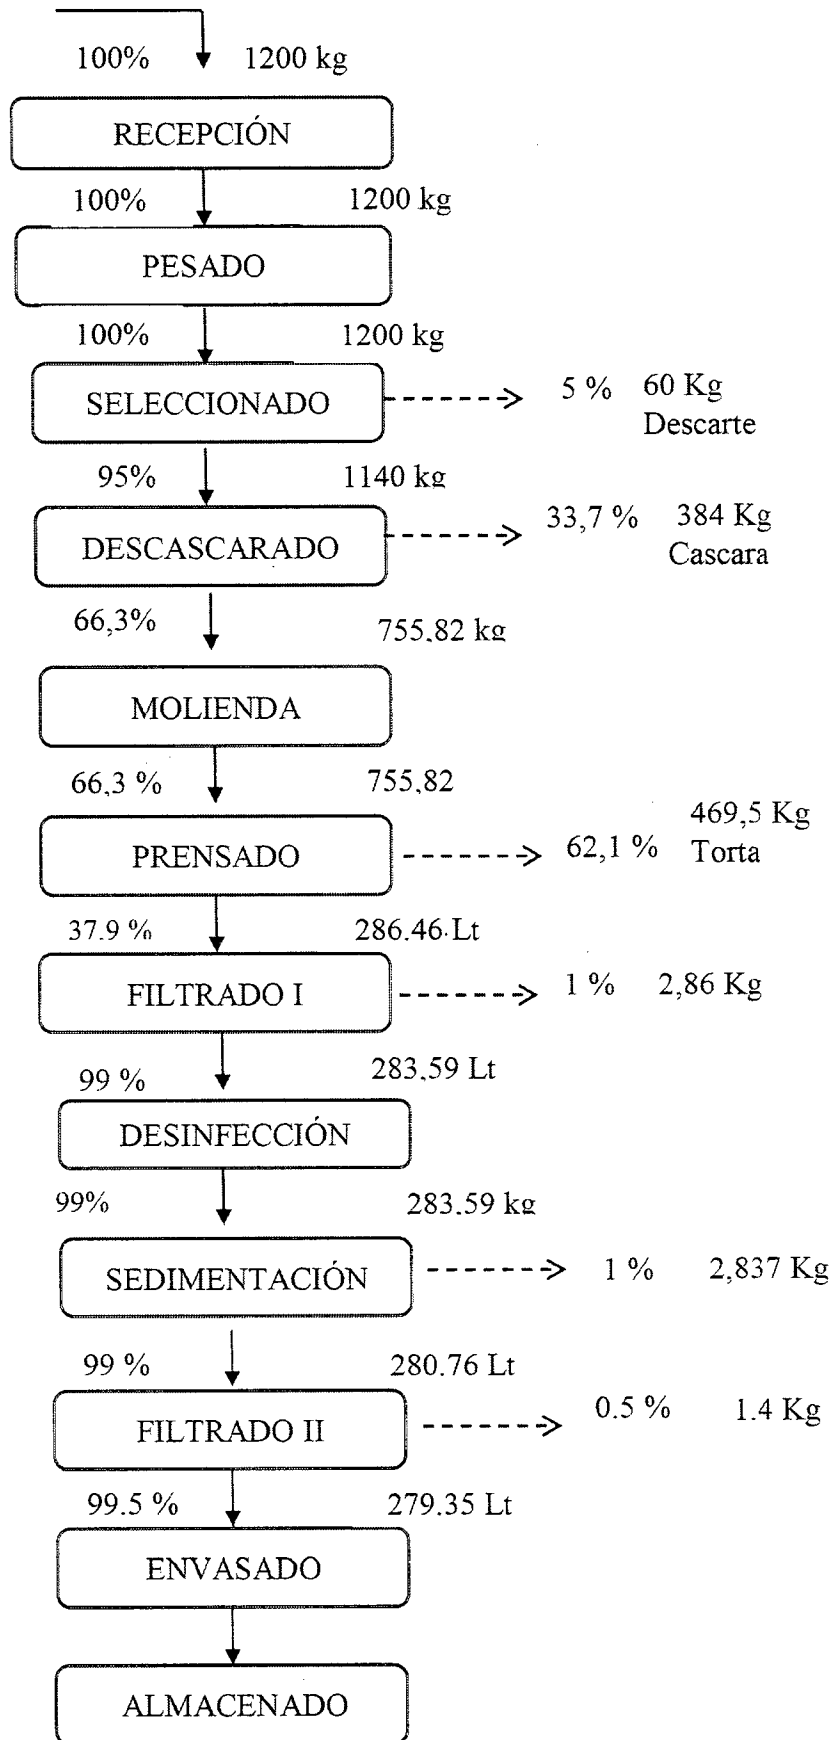 100% 1200 kg
RECEPCIÓN
100% 1200 kg
PESADO
100% 1200 kg
SELECCIONADO 5 % 60 Kg
Descarte
95% 1140 kg
DESCASCARADO 33,7 % 384 Kg
Cascara
66,3% 755,82 kg
MOLIENDA
66,3 % 755,82
469,5 Kg
PRENSADO 62,1 % Torta
37,9 % 286.46 Lt
FILTRADO I 1 % 2,86 Kg
99 % 283,59 Lt
DESINFECCIÓN
99% 283.59 kg
SEDIMENTACIÓN 1 % 2,837 Kg
99 % 280.76 Lt
FILTRADO II 0.5 % 1.4 Kg
99.5 % 279.35 Lt
ENVASADO
ALMACENADO